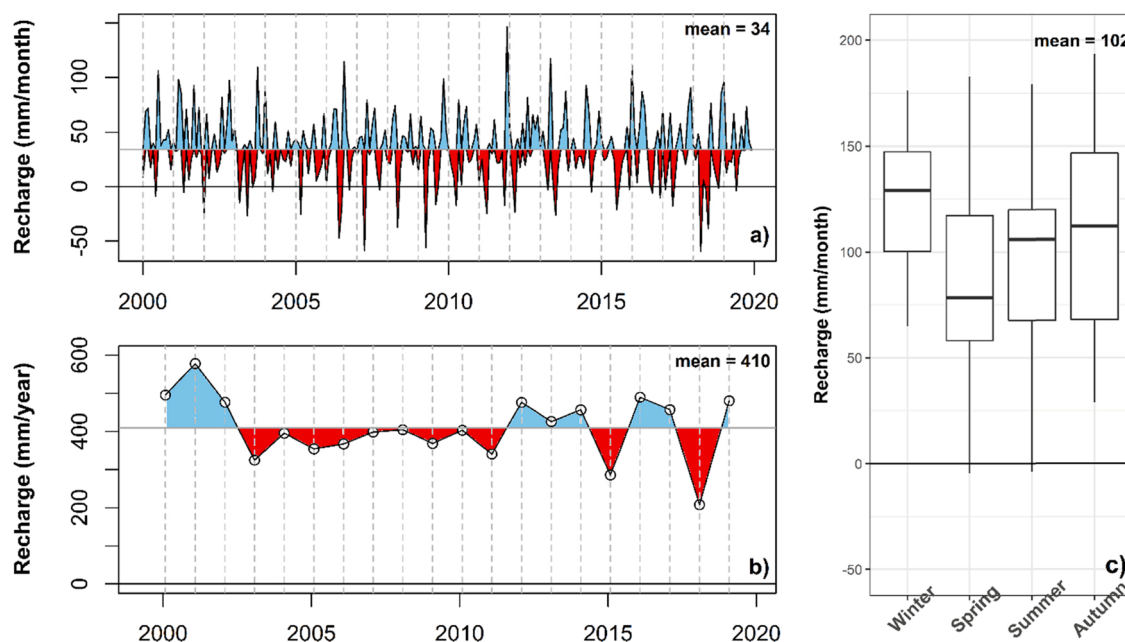 Recharge (mm/month)
100
50
0
-50
mean = 34
a)
2000
2005
2010
2015
2020
Recharge (mm/year)
600
400
200
0
mean = 410
b)
2000
2005
2010
2015
2020
Recharge (mm/month)
200
150
100
50
0
-50
mean = 102
c)
Winter
Spring
Summer
Autumn